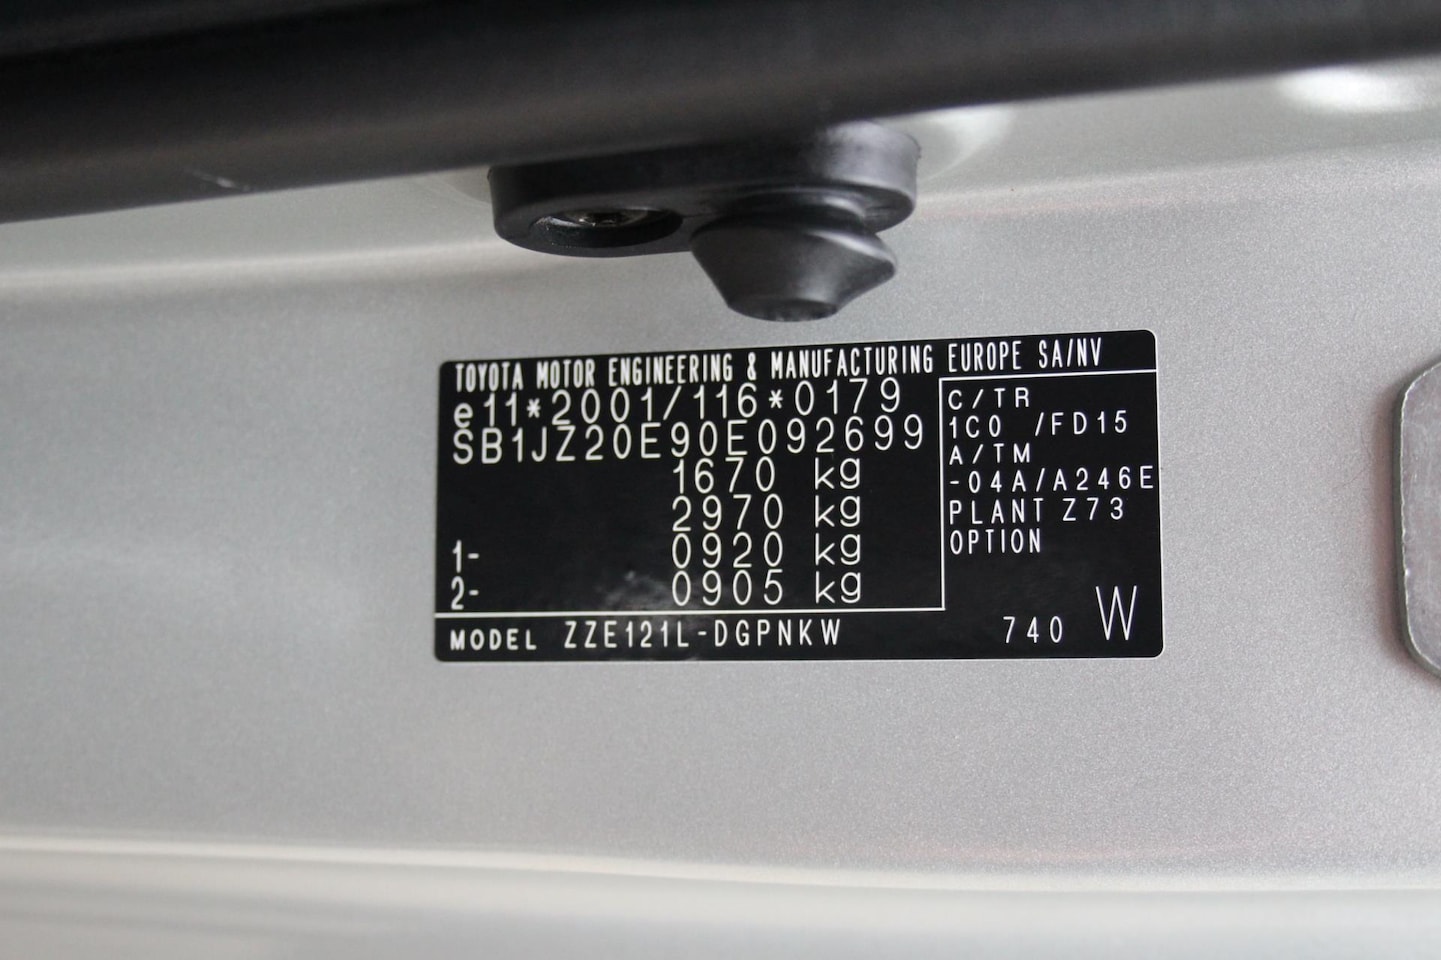 TOYOTA MOTOR ENGINEERING & MANUFACTURING EUROPE SA/NV
e11*2001/116*0179
SB1JZ20E90E092699
1670 kg
2970 kg
1- 0920 kg
2- 0905 kg
C/TR
1C0 /FD15
A/TM
-04A/A246E
PLANT Z73
OPTION
740 W
MODEL ZZE121L-DGPNKW